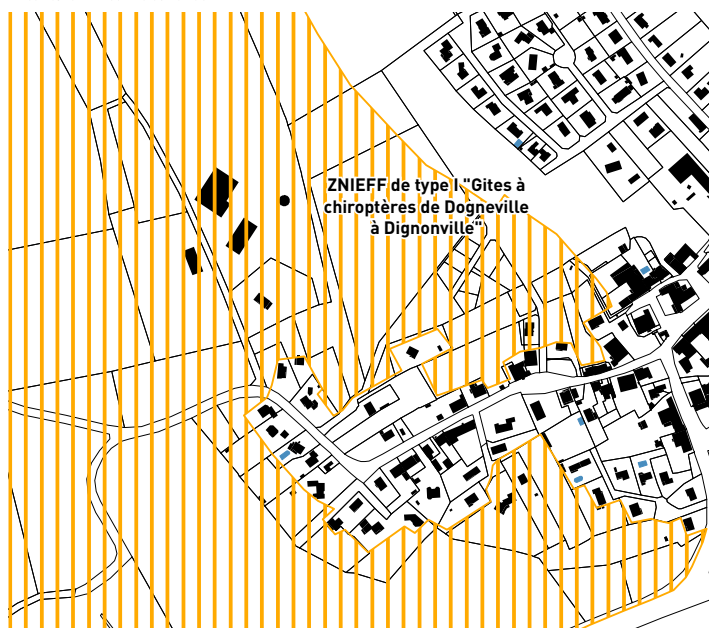 ZNIEFF de type I "Gites à
chiroptères de Dogneville
à Dignonville"